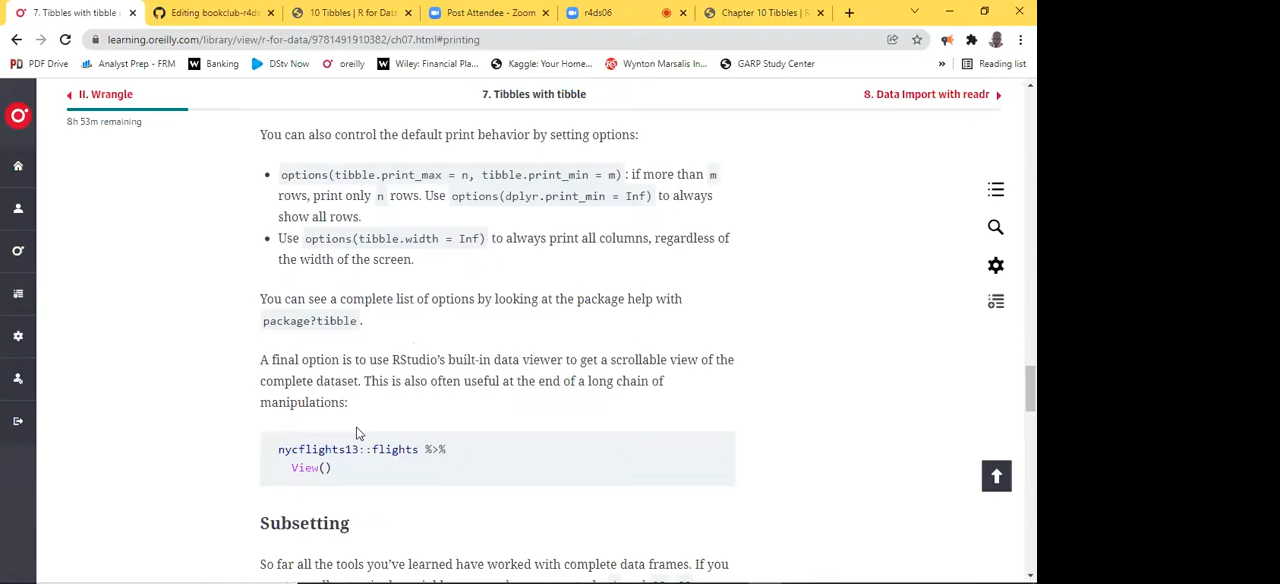 7. Tibbles with tibble
Editing bookclub-r4ds
10 Tibbles | R for Dat
Post Attendee - Zoom
r4ds06
Chapter 10 Tibbles | R
learning.oreilly.com/library/view/r-for-data/9781491910382/ch07.html#printing
PDF Drive
Analyst Prep - FRM
Banking
DStv Now
oreilly
Wiley: Financial Pla...
Kaggle: Your Home...
Wynton Marsalis In...
GARP Study Center
»
Reading list
II. Wrangle
7. Tibbles with tibble
8. Data Import with readr
8h 53m remaining
You can also control the default print behavior by setting options:
• options(tibble.print_max = n, tibble.print_min = m) : if more than m
rows, print only n rows. Use options(dplyr.print_min = Inf) to always
show all rows.
• Use options(tibble.width = Inf) to always print all columns, regardless of
the width of the screen.
You can see a complete list of options by looking at the package help with
package?tibble.
A final option is to use RStudio’s built-in data viewer to get a scrollable view of the
complete dataset. This is also often useful at the end of a long chain of
manipulations:
nycflights13::flights %>%
View()
Subsetting
So far all the tools you’ve learned have worked with complete data frames. If you